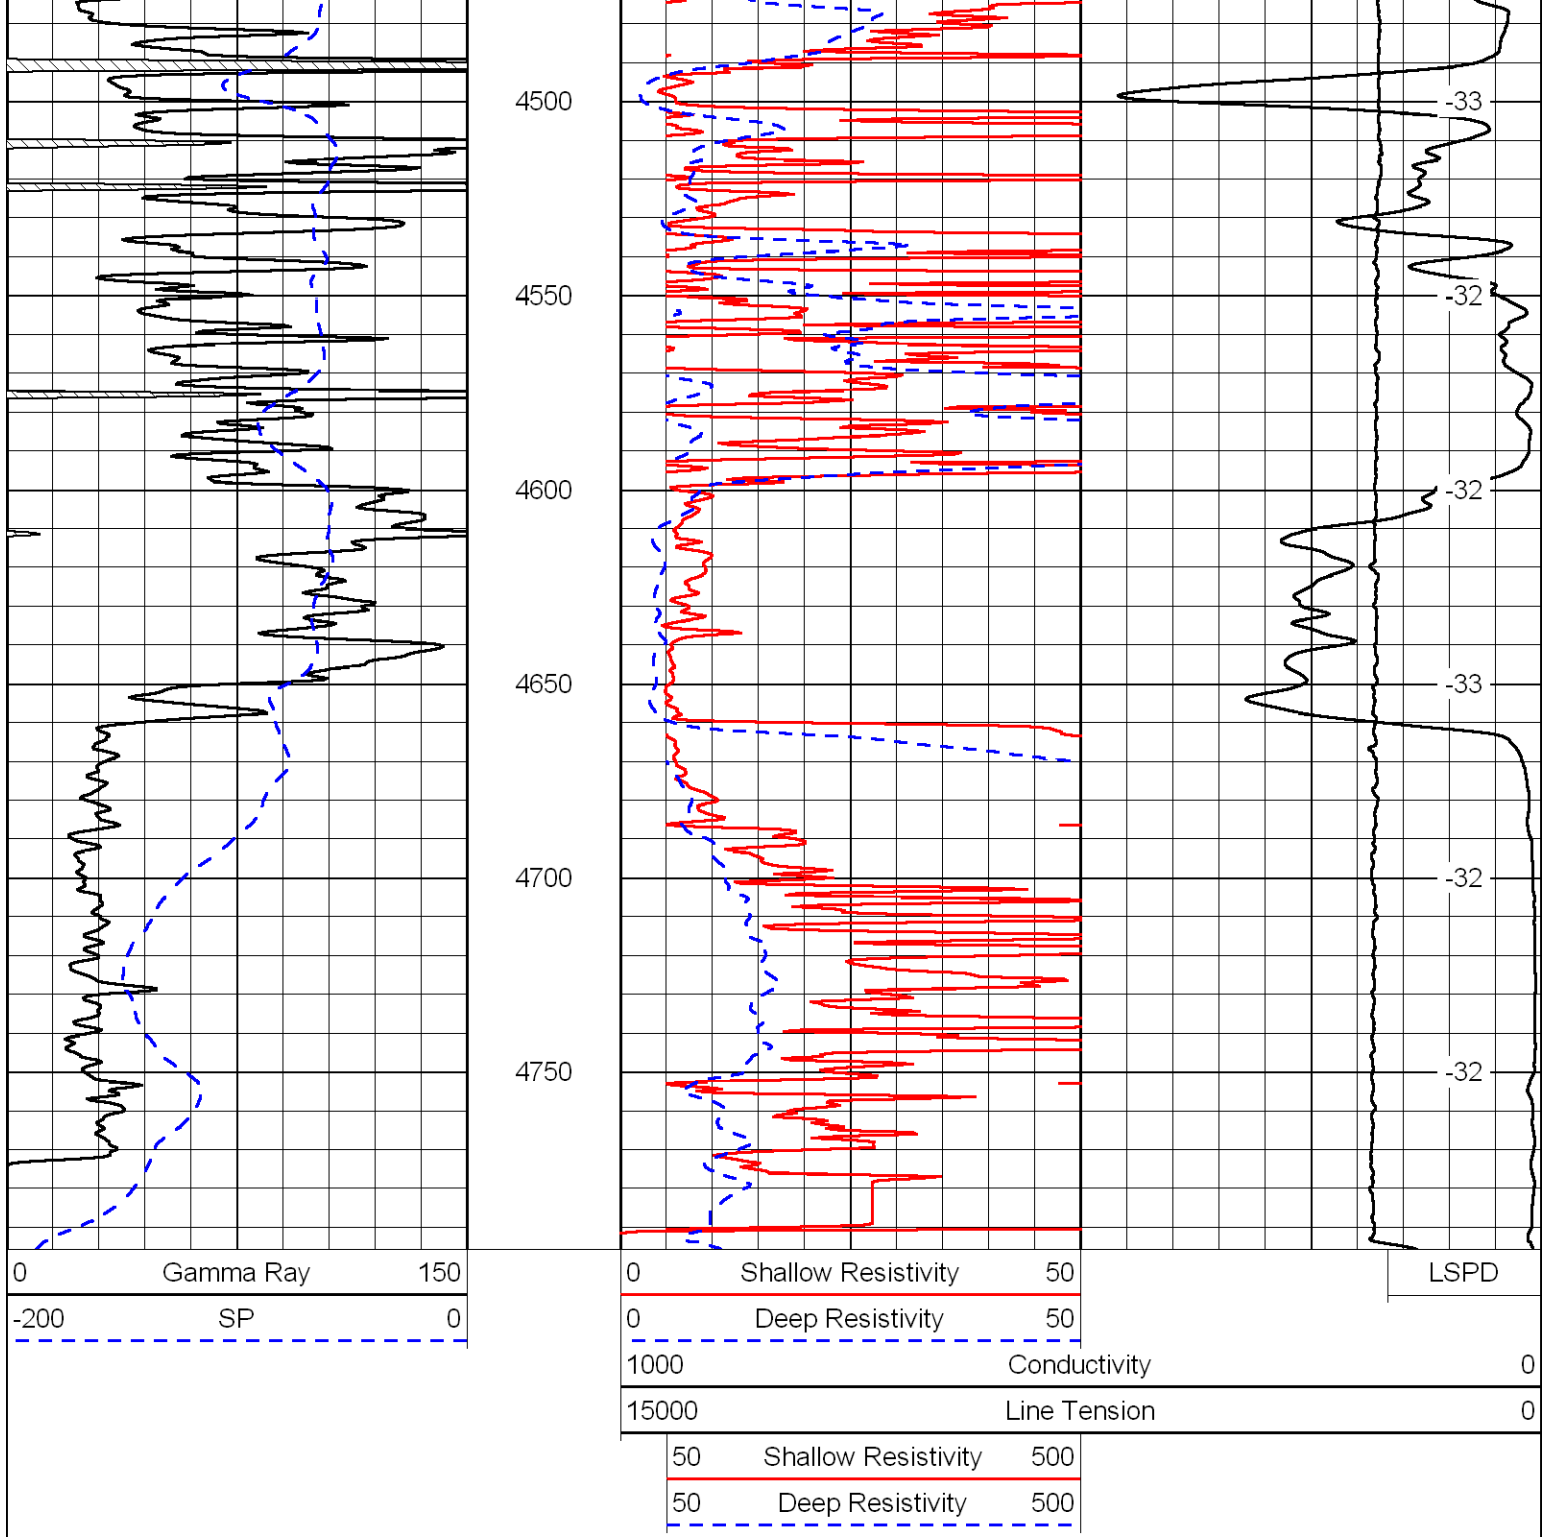 4500 -33
4550 -32
4600 -32
4650 -33
4700 -32
4750 -32
0 Gamma Ray 150 0 Shallow Resistivity 50 LSPD
-200 SP 0 0 Deep Resistivity 50
1000 Conductivity 0
15000 Line Tension 0
50 Shallow Resistivity 500
50 Deep Resistivity 500